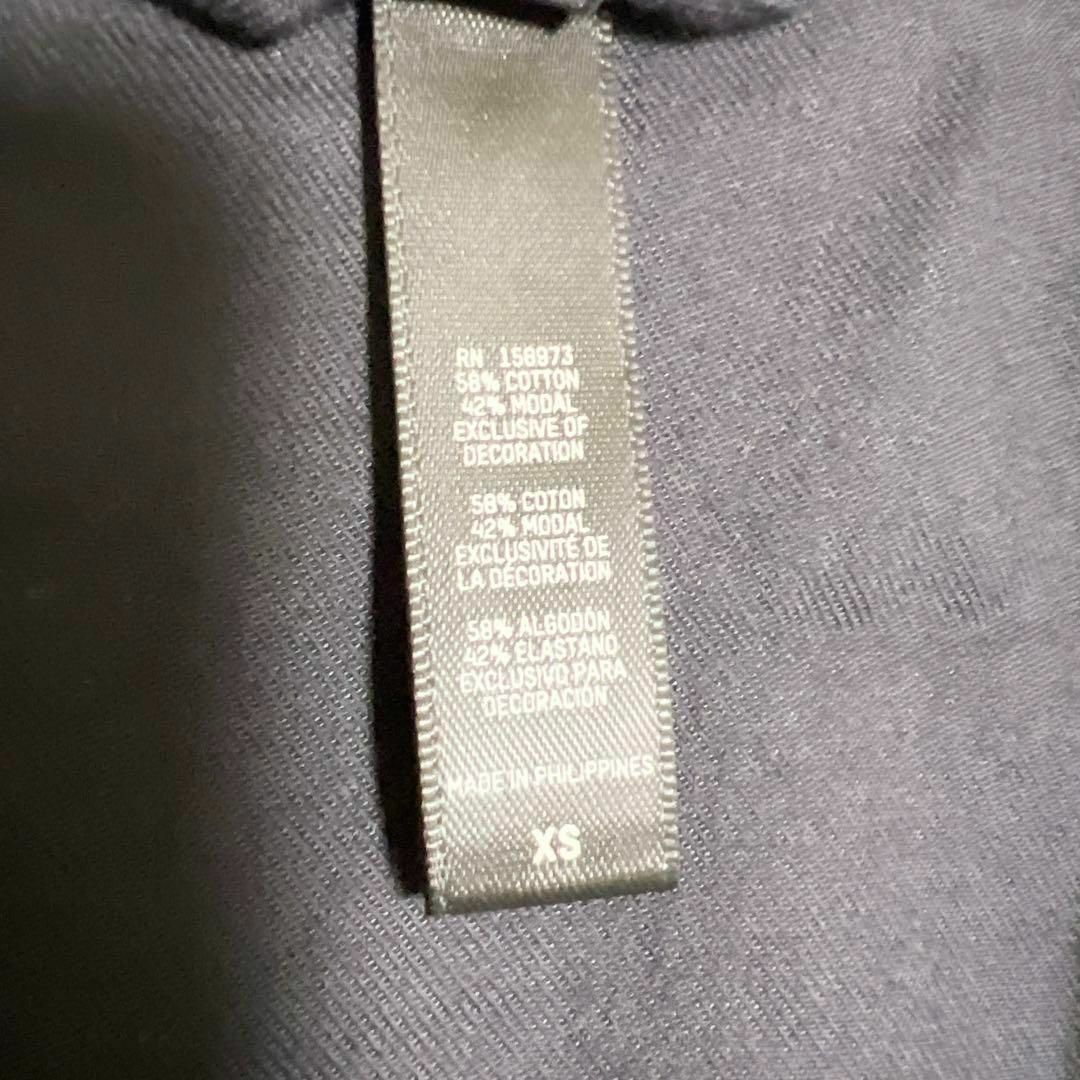 RN 158973
58% COTTON
42% MODAL
EXCLUSIVE OF
DECORATION
58% COTON
42% MODAL
EXCLUSIVITÉ DE
LA DÉCORATION
58% ALGODÓN
42% ELASTANO
EXCLUSIVO PARA
DECORACIÓN
MADE IN PHILIPPINES
XS